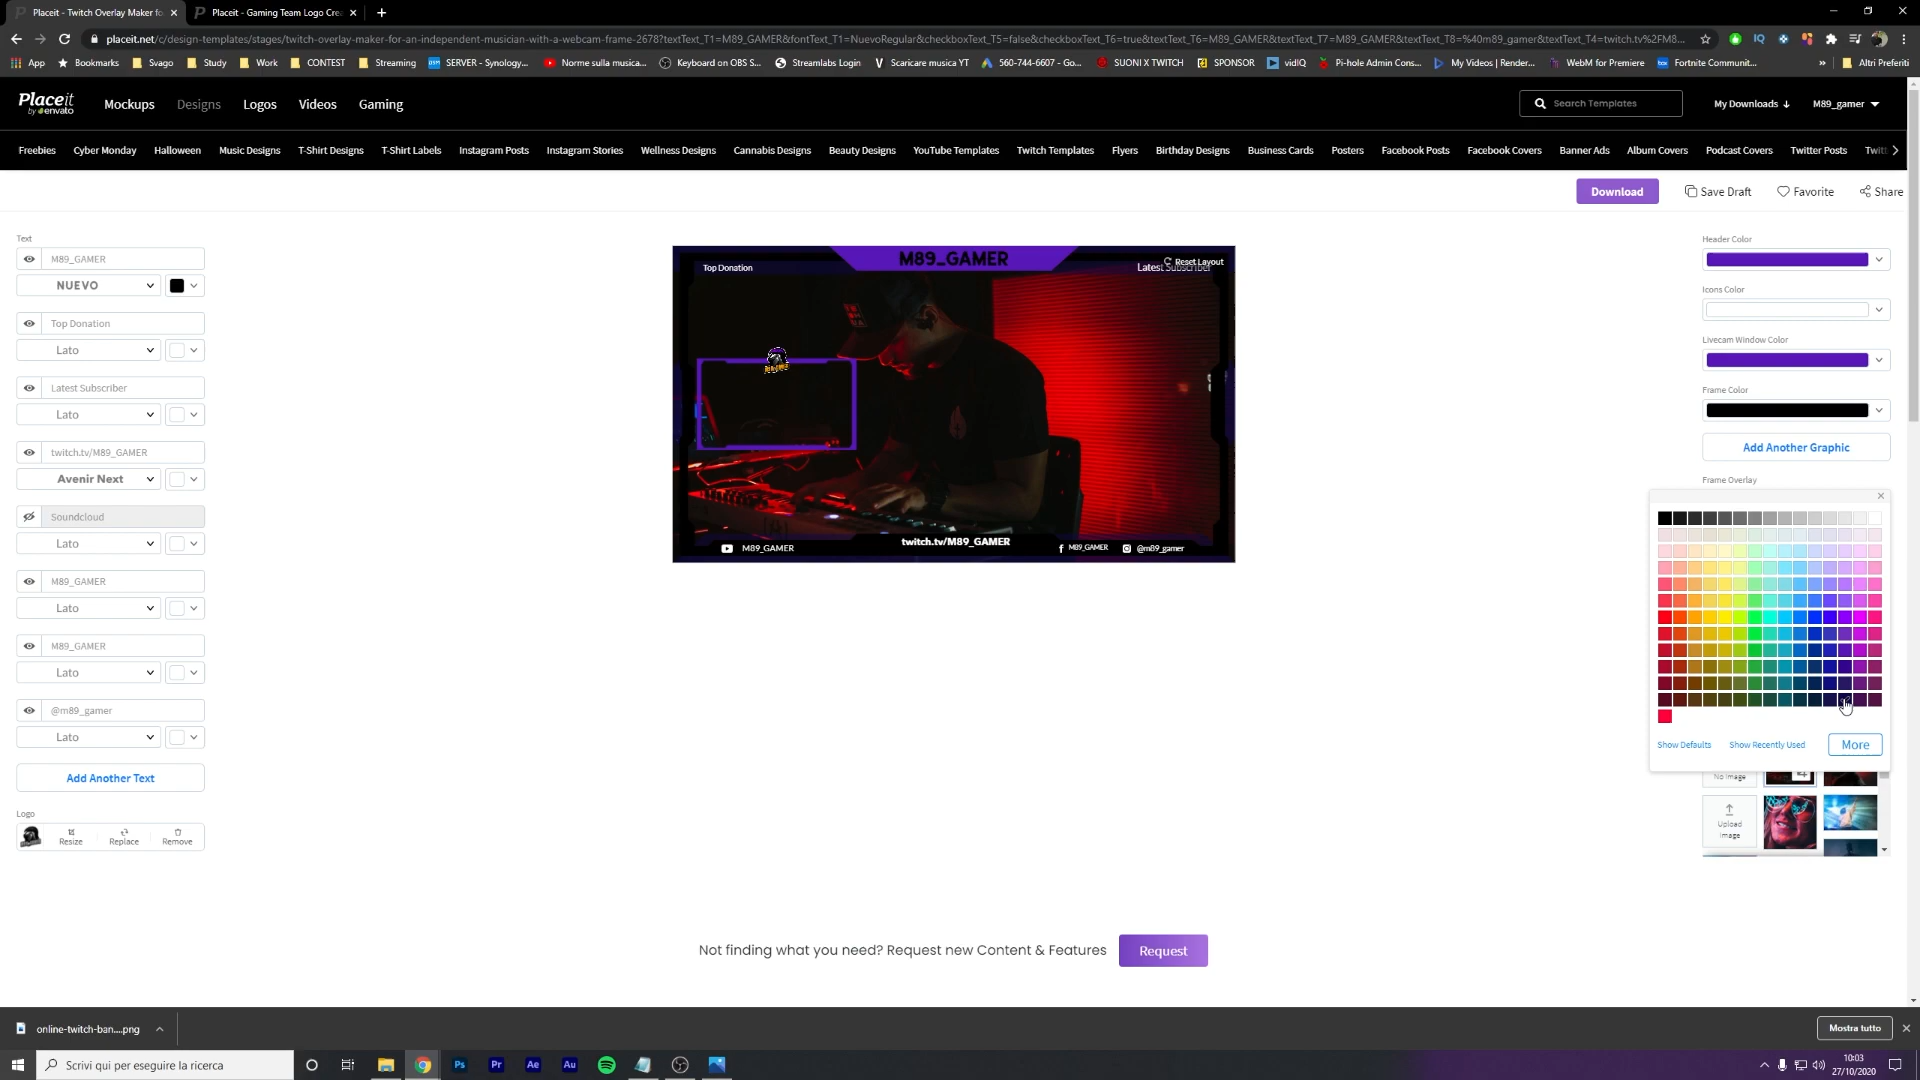 Placeit - Twitch Overlay Maker fo
Placeit - Gaming Team Logo Crea
placeit.net/c/design-templates/stages/twitch-overlay-maker-for-an-independent-musician-with-a-webcam-frame-2678?textText_T1=M89_GAMER&fontText_T1=NuevoRegular&checkboxText_T5=false&checkboxText_T6=true&textText_T6=M89_GAMER&textText_T7=M89_GAMER&textText_T8=%40m89_gamer&textText_T4=twitch.tv%2FM8...
App Bookmarks Svago Study Work CONTEST Streaming SERVER - Synology... Norme sulla musica... Keyboard on OBS S... Streamlabs Login Scaricare musica YT 560-744-6607 - Go... SUONI X TWITCH SPONSOR vidIQ Pi-hole Admin Cons... My Videos | Render... WebM for Premiere Fortnite Communit... » Altri Preferiti
Placeit
by envato
Mockups Designs Logos Videos Gaming Search Templates My Downloads M89_gamer
Freebies Cyber Monday Halloween Music Designs T-Shirt Designs T-Shirt Labels Instagram Posts Instagram Stories Wellness Designs Cannabis Designs Beauty Designs YouTube Templates Twitch Templates Flyers Birthday Designs Business Cards Posters Facebook Posts Facebook Covers Banner Ads Album Covers Podcast Covers Twitter Posts Twitt
Download Save Draft Favorite Share
Text
M89_GAMER
NUEVO
Top Donation
Lato
Latest Subscriber
Lato
twitch.tv/M89_GAMER
Avenir Next
Soundcloud
Lato
M89_GAMER
Lato
M89_GAMER
Lato
@m89_gamer
Lato
Add Another Text
Logo
Resize Replace Remove
M89_GAMER
Reset Layout
Top Donation
Latest Subscriber
twitch.tv/M89_GAMER
M89_GAMER M89_GAMER @m89_gamer
Header Color
Icons Color
Livecam Window Color
Frame Color
Add Another Graphic
Frame Overlay
Show Defaults Show Recently Used More
No Image
Upload
Image
Not finding what you need? Request new Content & Features Request
online-twitch-ban....png
Mostra tutto
Scrivi qui per eseguire la ricerca
Ps Pr Ae Au
10:03
27/10/2020